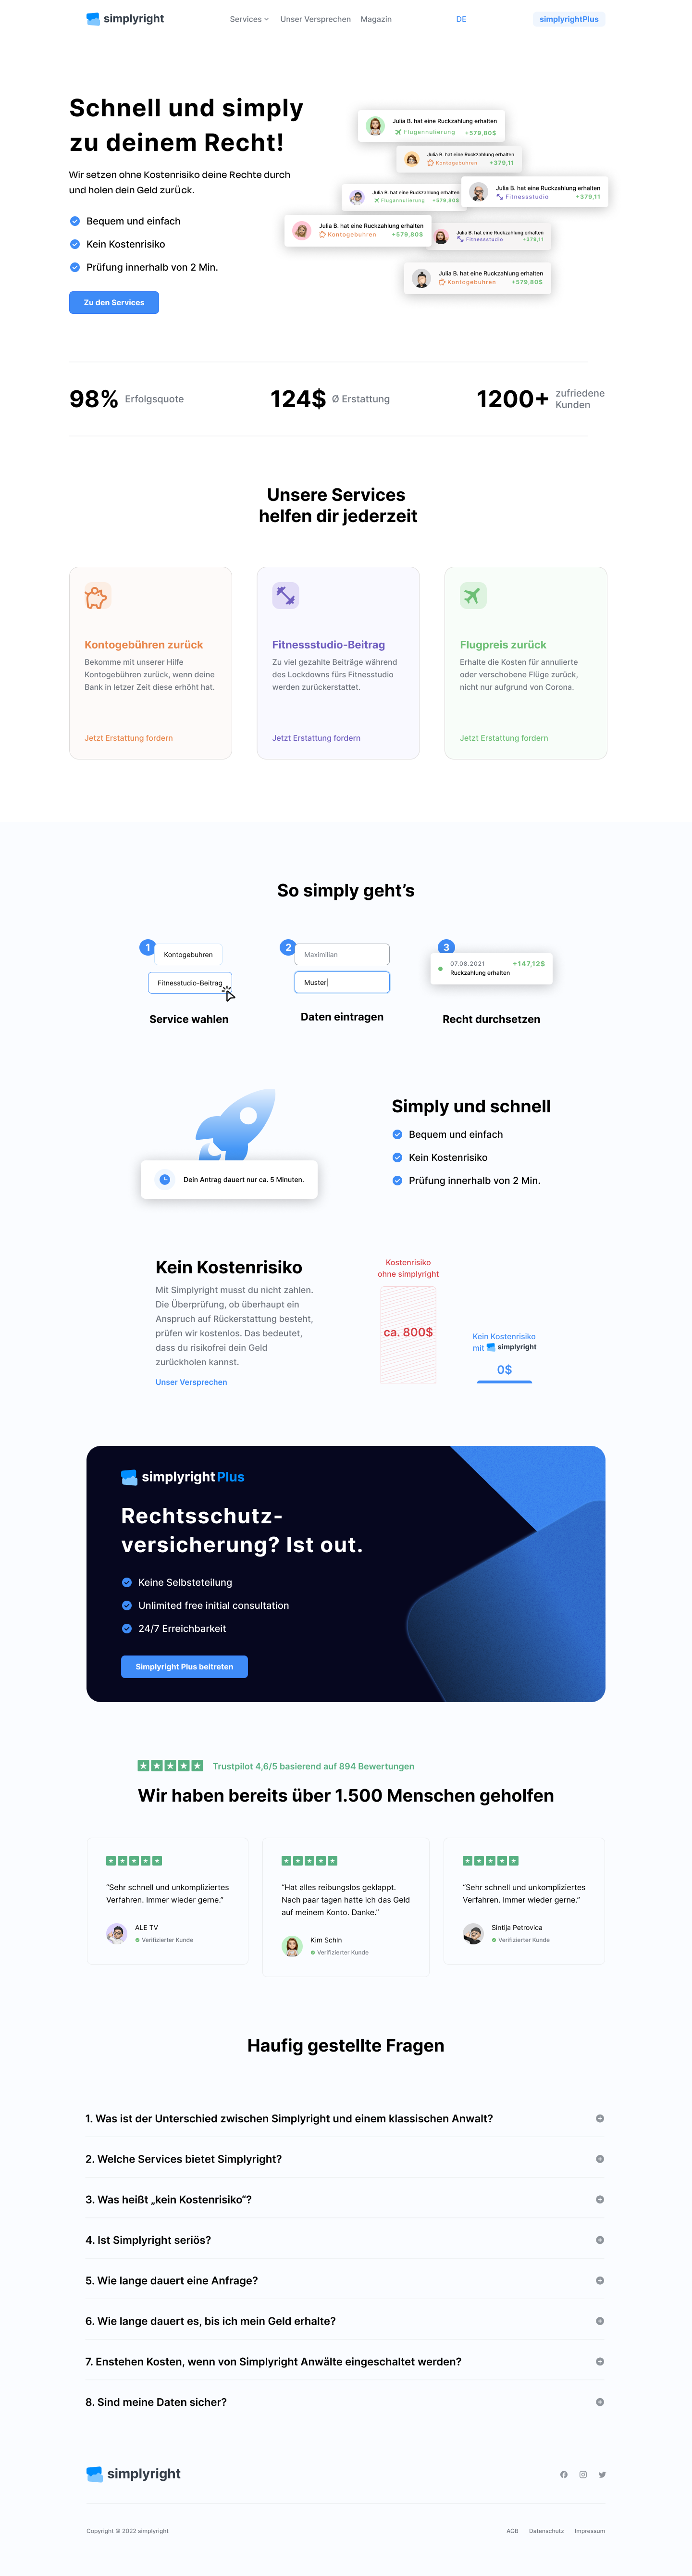 simplyright
Services
Unser Versprechen
Magazin
DE
simplyrightPlus
Schnell und simply
zu deinem Recht!
Wir setzen ohne Kostenrisiko deine Rechte durch
und holen dein Geld zurück.
Bequem und einfach
Kein Kostenrisiko
Prüfung innerhalb von 2 Min.
Zu den Services
Julia B. hat eine Ruckzahlung erhalten
Flugannulierung +579,80$
Julia B. hat eine Ruckzahlung erhalten
Kontogebuhren +379,11
Julia B. hat eine Ruckzahlung erhalten
Flugannulierung +579,80$
Julia B. hat eine Ruckzahlung erhalten
Fitnessstudio +379,11
Julia B. hat eine Ruckzahlung erhalten
Kontogebuhren +579,80$
Julia B. hat eine Ruckzahlung erhalten
Fitnessstudio +379,11
Julia B. hat eine Ruckzahlung erhalten
Kontogebuhren +579,80$
98% Erfolgsquote
124$ Ø Erstattung
1200+ zufriedene
Kunden
Unsere Services
helfen dir jederzeit
Kontogebühren zurück
Bekomme mit unserer Hilfe
Kontogebühren zurück, wenn deine
Bank in letzer Zeit diese erhöht hat.
Jetzt Erstattung fordern
Fitnessstudio-Beitrag
Zu viel gezahlte Beiträge während
des Lockdowns fürs Fitnesstudio
werden zurückerstattet.
Jetzt Erstattung fordern
Flugpreis zurück
Erhalte die Kosten für annulierte
oder verschobene Flüge zurück,
nicht nur aufgrund von Corona.
Jetzt Erstattung fordern
So simply geht's
1
Kontogebuhren
Fitnesstudio-Beitrag
Service wahlen
2
Maximilian
Muster
Daten eintragen
3
07.08.2021 +147,12$
Ruckzahlung erhalten
Recht durchsetzen
Dein Antrag dauert nur ca. 5 Minuten.
Simply und schnell
Bequem und einfach
Kein Kostenrisiko
Prüfung innerhalb von 2 Min.
Kein Kostenrisiko
Mit Simplyright musst du nicht zahlen.
Die Überprüfung, ob überhaupt ein
Anspruch auf Rückerstattung besteht,
prüfen wir kostenlos. Das bedeutet,
dass du risikofrei dein Geld
zurückholen kannst.
Unser Versprechen
Kostenrisiko
ohne simplyright
ca. 800$
Kein Kostenrisiko
mit simplyright
0$
simplyright Plus
Rechtsschutz-
versicherung? Ist out.
Keine Selbsteteilung
Unlimited free initial consultation
24/7 Erreichbarkeit
Simplyright Plus beitreten
Trustpilot 4,6/5 basierend auf 894 Bewertungen
Wir haben bereits über 1.500 Menschen geholfen
“Sehr schnell und unkompliziertes
Verfahren. Immer wieder gerne.”
ALE TV
Verifizierter Kunde
“Hat alles reibungslos geklappt.
Nach paar tagen hatte ich das Geld
auf meinem Konto. Danke.”
Kim Schin
Verifizierter Kunde
“Sehr schnell und unkompliziertes
Verfahren. Immer wieder gerne.”
Sintija Petrovica
Verifizierter Kunde
Haufig gestellte Fragen
1. Was ist der Unterschied zwischen Simplyright und einem klassischen Anwalt?
2. Welche Services bietet Simplyright?
3. Was heißt „kein Kostenrisiko“?
4. Ist Simplyright seriös?
5. Wie lange dauert eine Anfrage?
6. Wie lange dauert es, bis ich mein Geld erhalte?
7. Enstehen Kosten, wenn von Simplyright Anwälte eingeschaltet werden?
8. Sind meine Daten sicher?
simplyright
Copyright © 2022 simplyright
AGB
Datenschutz
Impressum